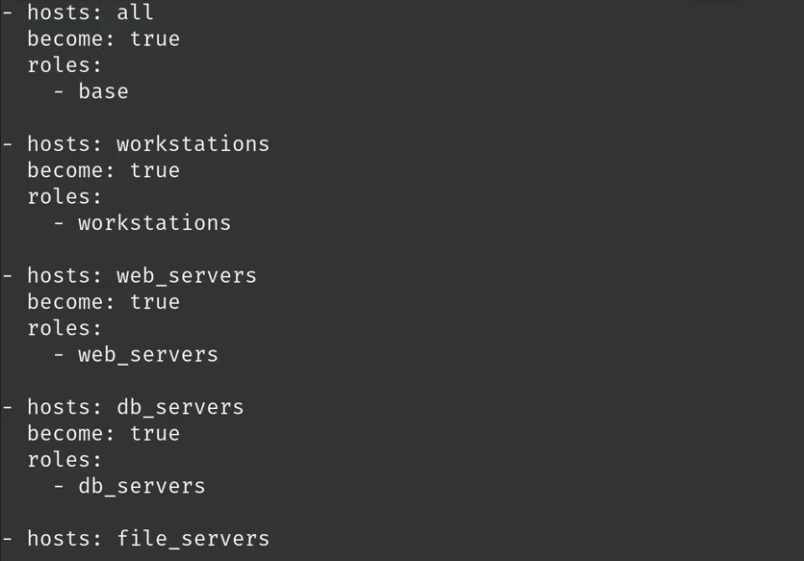 - hosts: all
  become: true
  roles:
    - base

- hosts: workstations
  become: true
  roles:
    - workstations

- hosts: web_servers
  become: true
  roles:
    - web_servers

- hosts: db_servers
  become: true
  roles:
    - db_servers

- hosts: file_servers